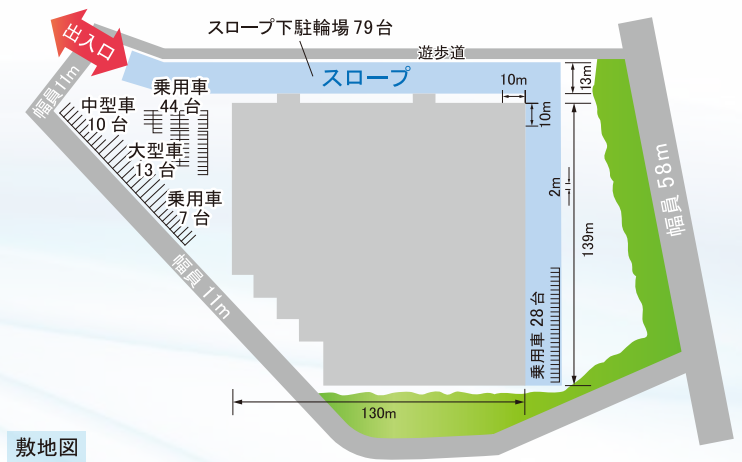 出入口
スロープ下駐輪場 79台
遊歩道
スロープ
幅員 11m
中型車
10 台
乗用車
44 台
大型車
13 台
乗用車
7 台
10m
10m
13m
2m
139m
幅員 58m
幅員 11m
乗用車 28 台
130m
敷地図